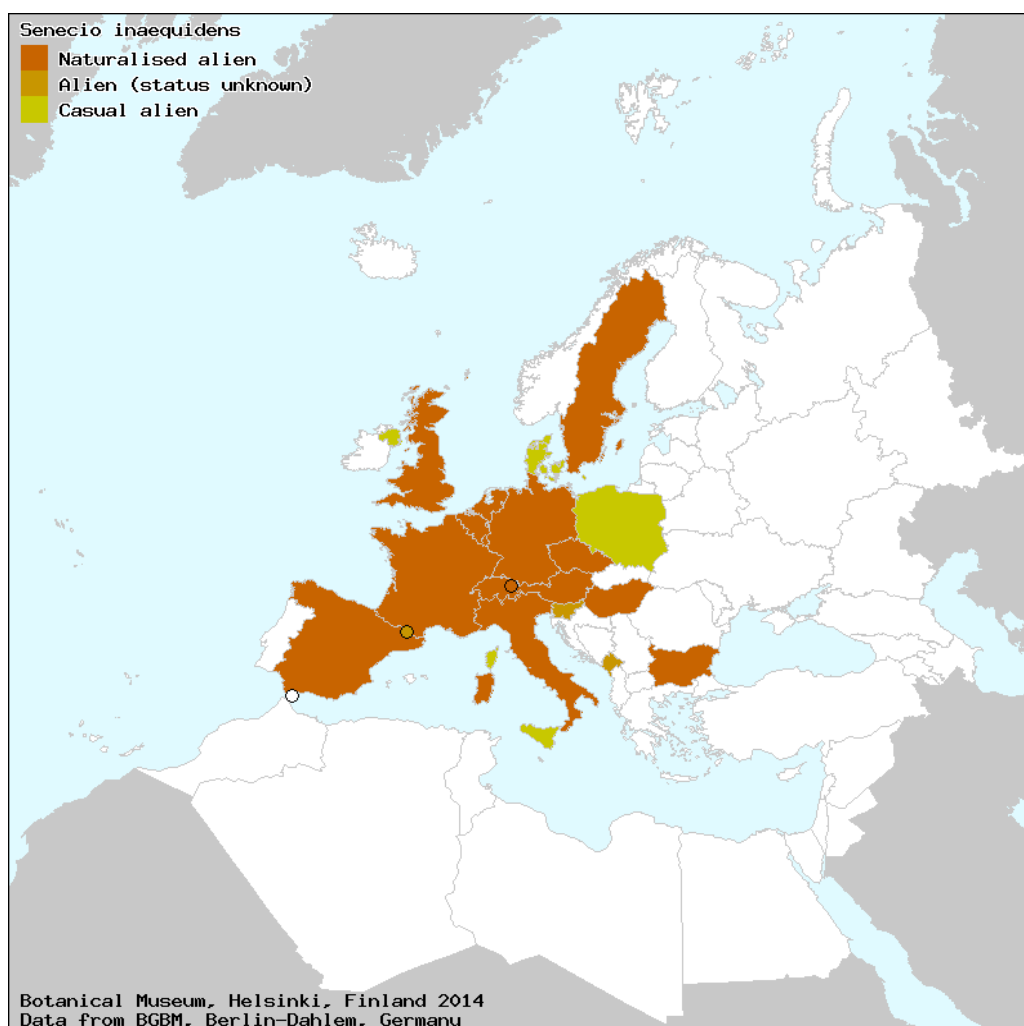 Senecio inaequidens
Naturalised alien
Alien (status unknown)
Casual alien
Botanical Museum, Helsinki, Finland 2014
Data from BGBM, Berlin-Dahlem, Germany